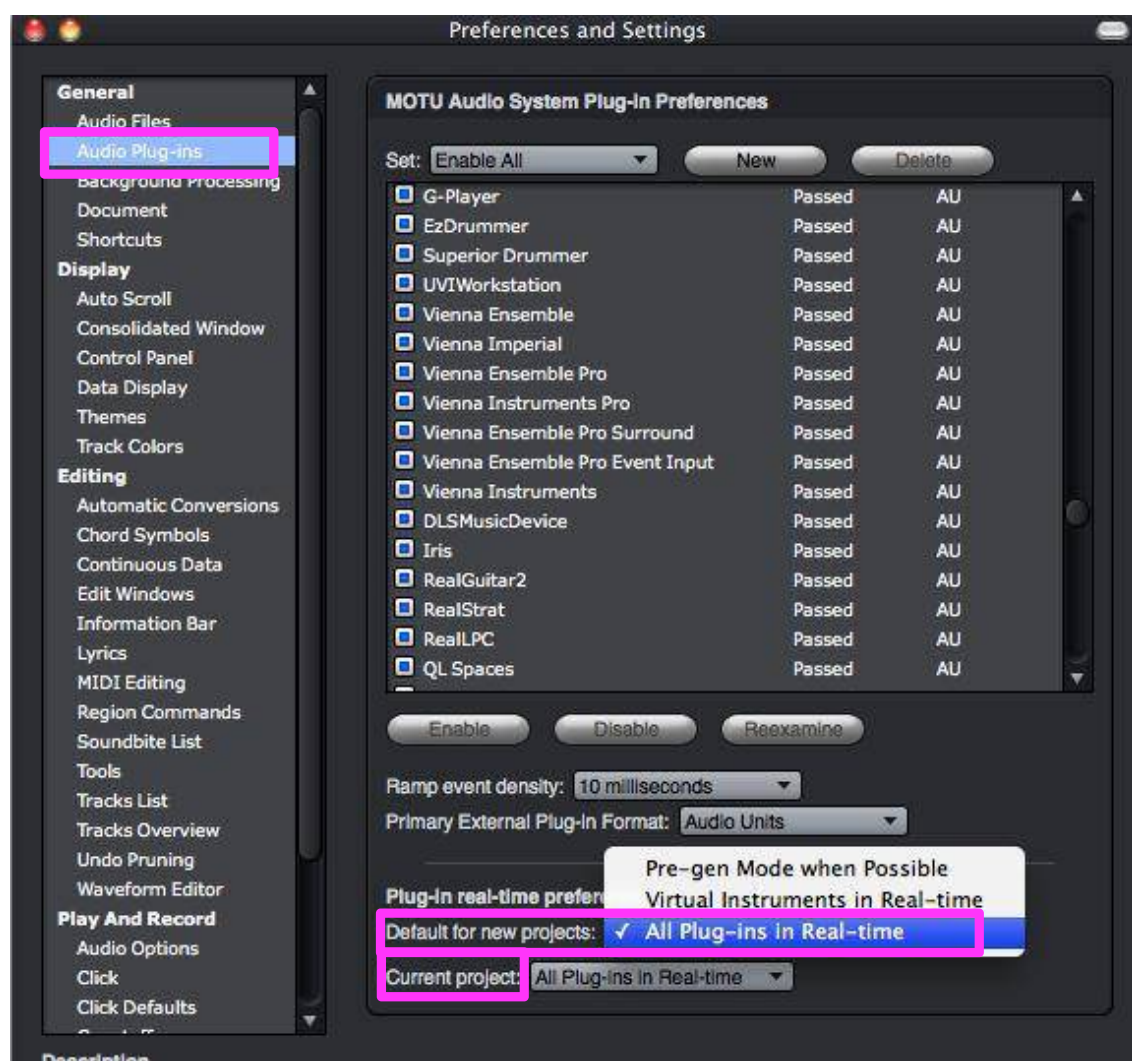 Preferences and Settings
General
Audio Files
Audio Plug-ins
Background Processing
Document
Shortcuts
Display
Auto Scroll
Consolidated Window
Control Panel
Data Display
Themes
Track Colors
Editing
Automatic Conversions
Chord Symbols
Continuous Data
Edit Windows
Information Bar
Lyrics
MIDI Editing
Region Commands
Soundbite List
Tools
Tracks List
Tracks Overview
Undo Pruning
Waveform Editor
Play And Record
Audio Options
Click
Click Defaults
MOTU Audio System Plug-in Preferences
Set: Enable All New Delete
G-Player Passed AU
EzDrummer Passed AU
Superior Drummer Passed AU
UVIWorkstation Passed AU
Vienna Ensemble Passed AU
Vienna Imperial Passed AU
Vienna Ensemble Pro Passed AU
Vienna Instruments Pro Passed AU
Vienna Ensemble Pro Surround Passed AU
Vienna Ensemble Pro Event Input Passed AU
Vienna Instruments Passed AU
DLSMusicDevice Passed AU
Iris Passed AU
RealGuitar2 Passed AU
RealStrat Passed AU
RealLPC Passed AU
QL Spaces Passed AU
Enable Disable Reexamine
Ramp event density: 10 milliseconds
Primary External Plug-in Format: Audio Units
Pre-gen Mode when Possible
Plug-in real-time prefer Virtual Instruments in Real-time
Default for new projects: ✓ All Plug-ins in Real-time
Current project: All Plug-ins in Real-time
Description